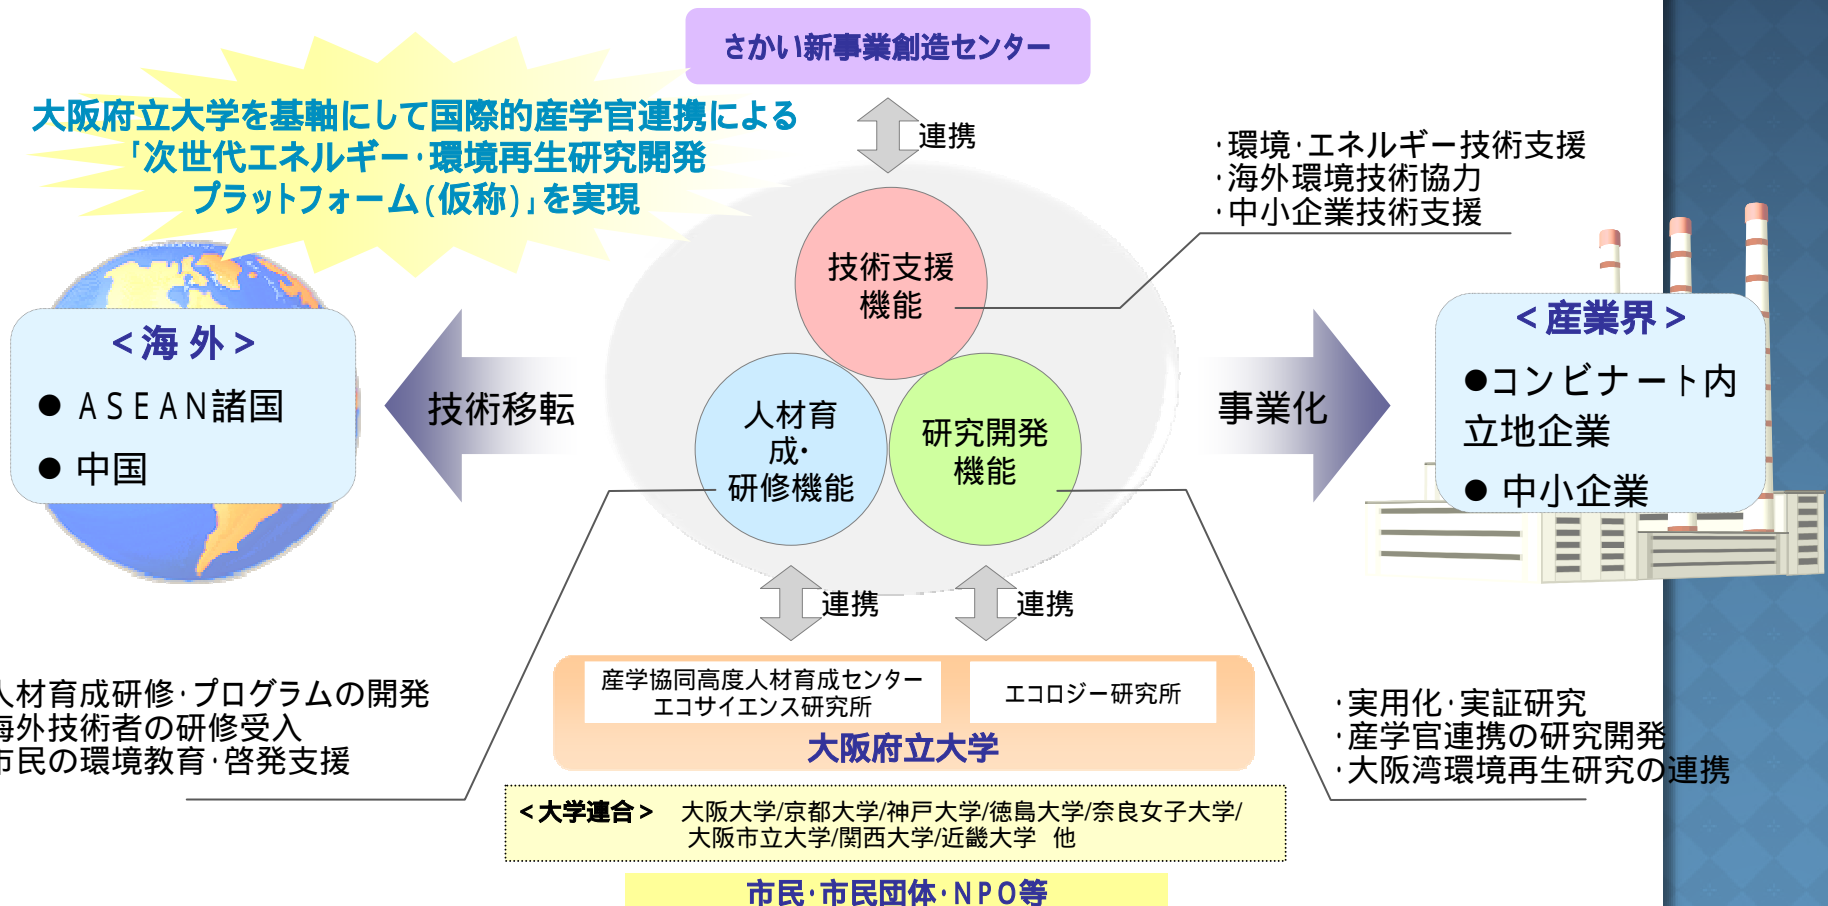 さかい新事業創造センター
大阪府立大学を基軸にして国際的産学官連携による
「次世代エネルギー・環境再生研究開発
プラットフォーム(仮称)」を実現
連携
・環境・エネルギー技術支援
・海外環境技術協力
・中小企業技術支援
技術支援
機能
<海 外>
● ASEAN諸国
● 中国
技術移転
人材育
成・
研修機能
研究開発
機能
事業化
<産業界>
●コンビナート内
立地企業
● 中小企業
連携
連携
人材育成研修・プログラムの開発
海外技術者の研修受入
市民の環境教育・啓発支援
産学協同高度人材育成センター
エコサイエンス研究所
エコロジー研究所
大阪府立大学
・実用化・実証研究
・産学官連携の研究開発
・大阪湾環境再生研究の連携
<大学連合> 大阪大学/京都大学/神戸大学/徳島大学/奈良女子大学/
大阪市立大学/関西大学/近畿大学 他
市民・市民団体・NPO等